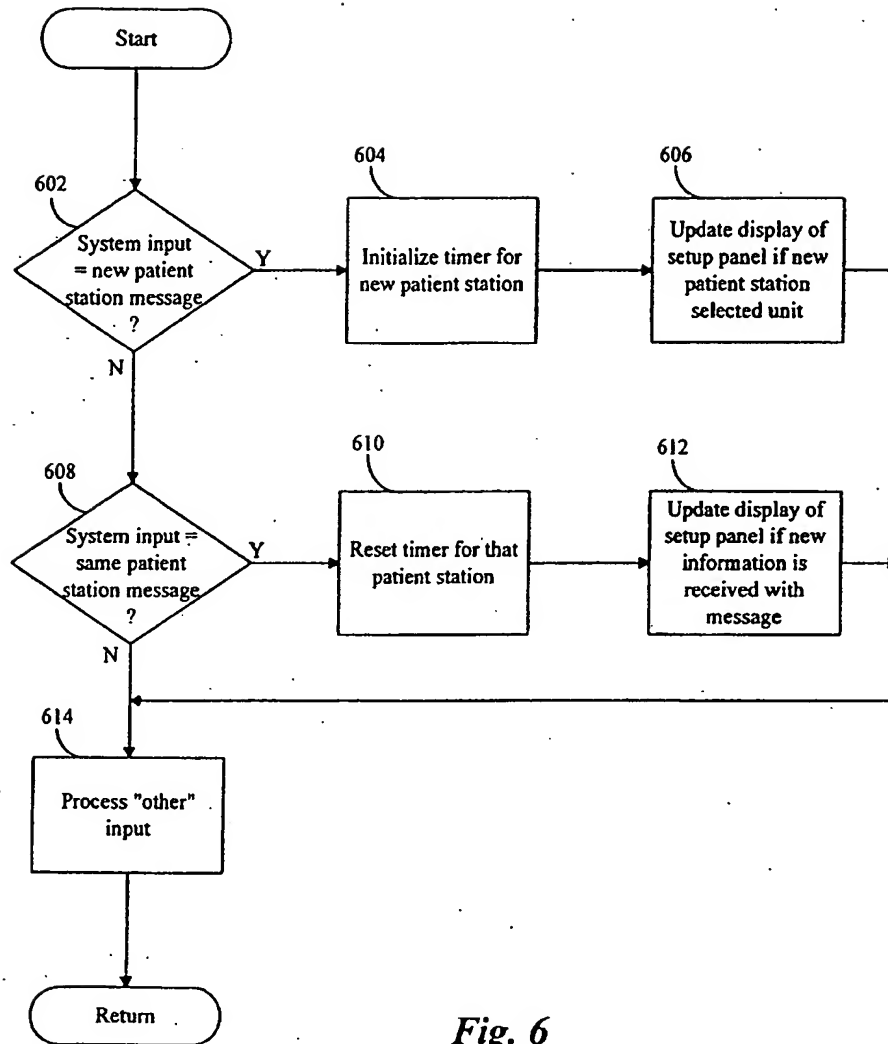 Start
602
System input
= new patient
station message
?
Y
N
604
Initialize timer for
new patient station
606
Update display of
setup panel if new
patient station
selected unit
608
System input =
same patient
station message
?
Y
N
610
Reset timer for that
patient station
612
Update display of
setup panel if new
information is
received with
message
614
Process "other"
input
Return
Fig. 6